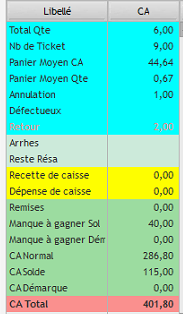 Libellé CA
Total Qte 6,00
Nb de Ticket 9,00
Panier Moyen CA 44,64
Panier Moyen Qte 0,67
Annulation 1,00
Défectueux
Retour
Arrhes
Reste Résa
Recette de caisse 0,00
Dépense de caisse 0,00
Remises 0,00
Manque à gagner Sol 40,00
Manque à gagner Dém 0,00
CA Normal 286,80
CA Solde 115,00
CA Démarque 0,00
CA Total 401,80